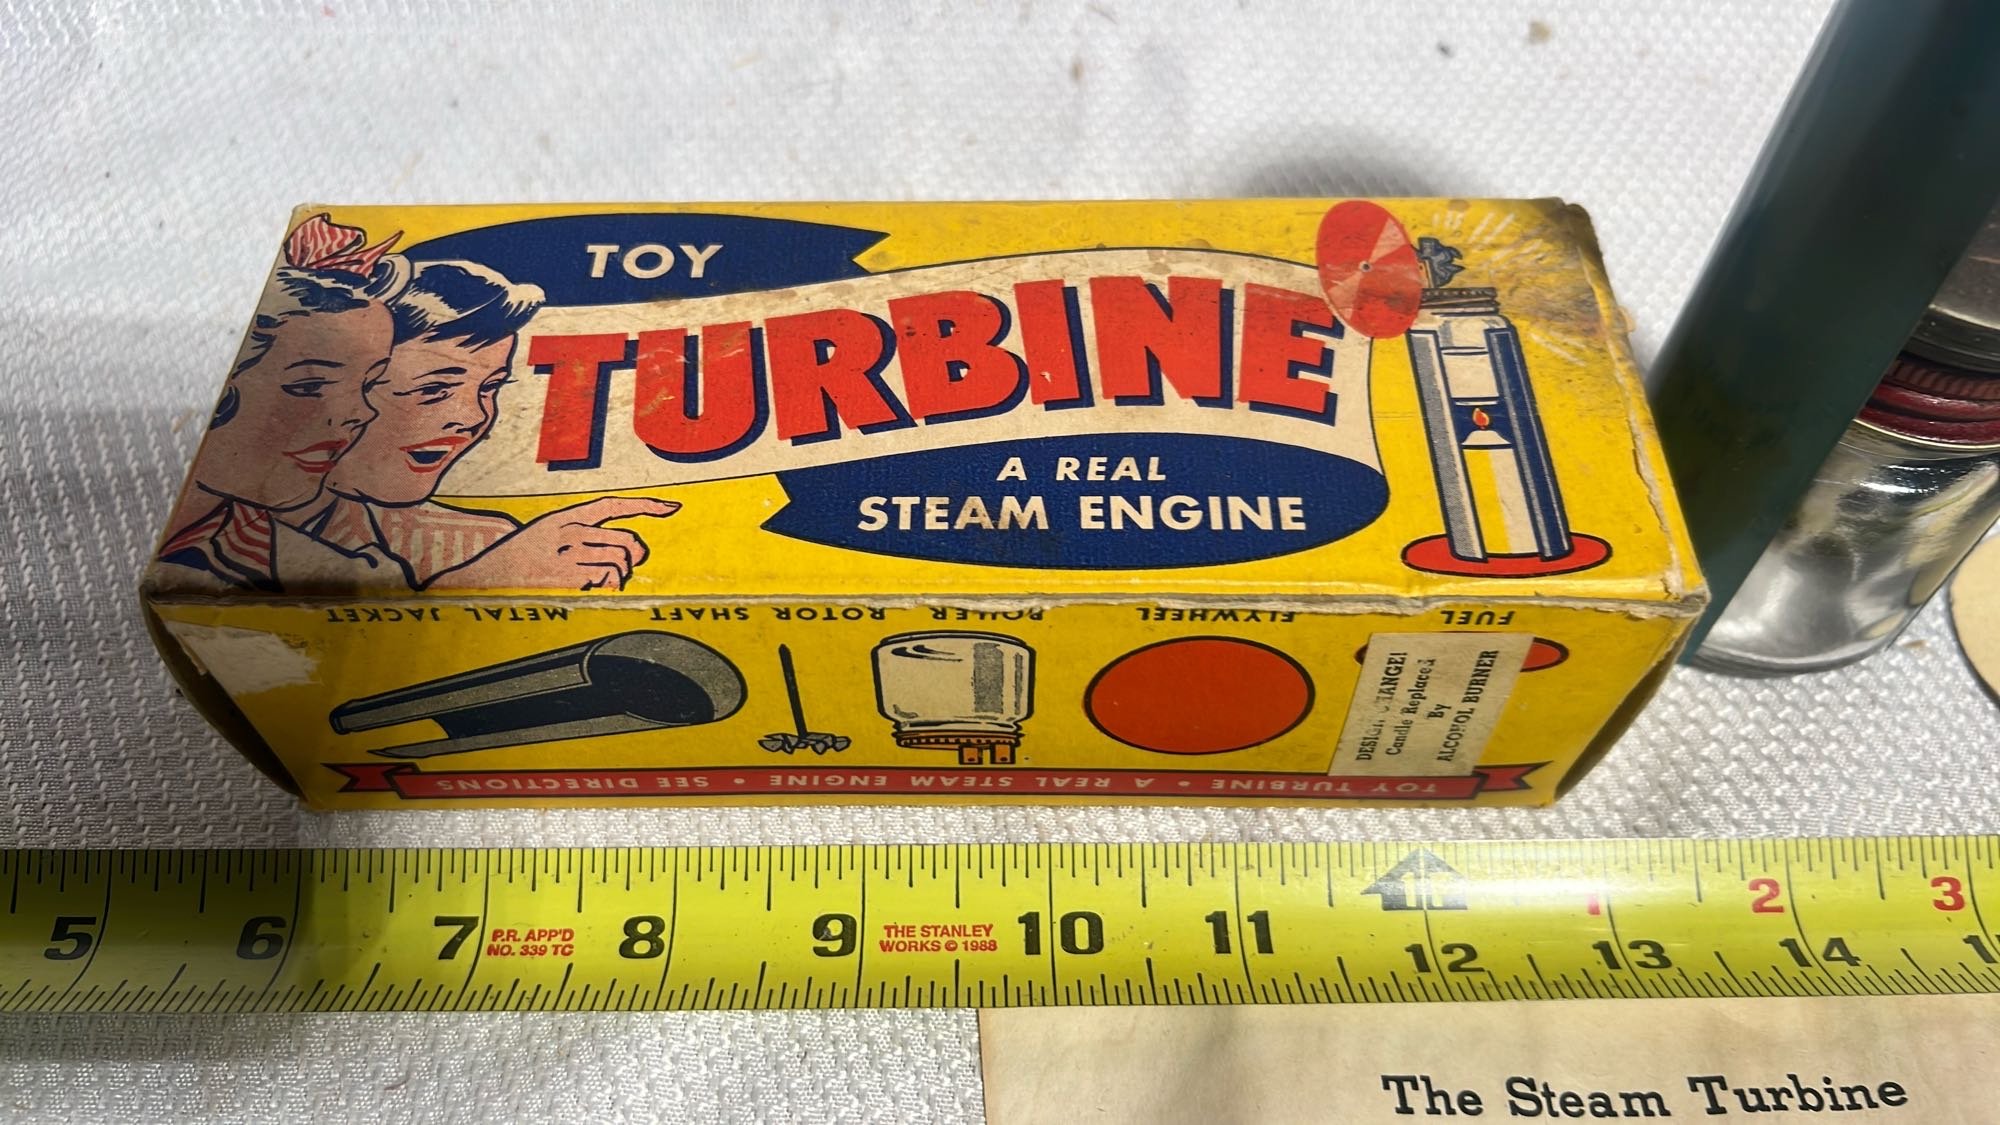 TOY
TURBINE
A REAL
STEAM ENGINE
METAL JACKET
ROTOR SHAFT
BOILER
FLYWHEEL
FUEL
DESIGN CHANGE!
Candle Replaced
By
ALCOHOL BURNER
TOY TURBINE • A REAL STEAM ENGINE • SEE DIRECTIONS
5 6 7 8 9 10 11 1F 1 2 3
12 13 14
P.R. APP'D
NO. 339 TC
THE STANLEY
WORKS © 1988
The Steam Turbine